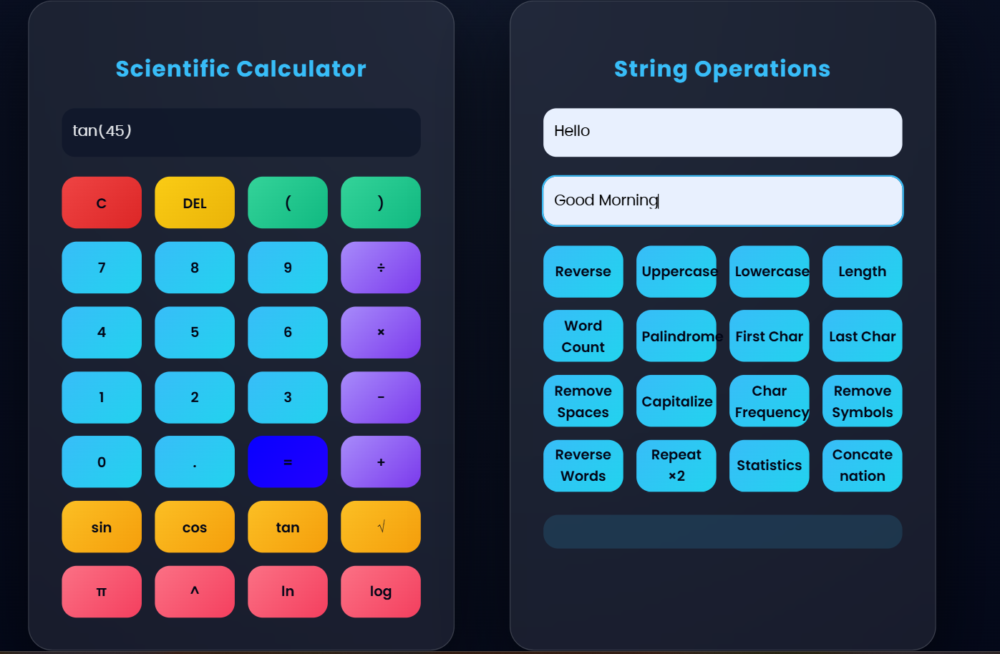 Scientific Calculator
tan(45)
C
DEL
(
)
7
8
9
÷
4
5
6
×
1
2
3
−
0
.
=
+
sin
cos
tan
√
π
^
ln
log
String Operations
Hello
Good Morning
Reverse
Uppercase
Lowercase
Length
Word
Count
Palindrome
First Char
Last Char
Remove
Spaces
Capitalize
Char
Frequency
Remove
Symbols
Reverse
Words
Repeat
×2
Statistics
Concate
nation